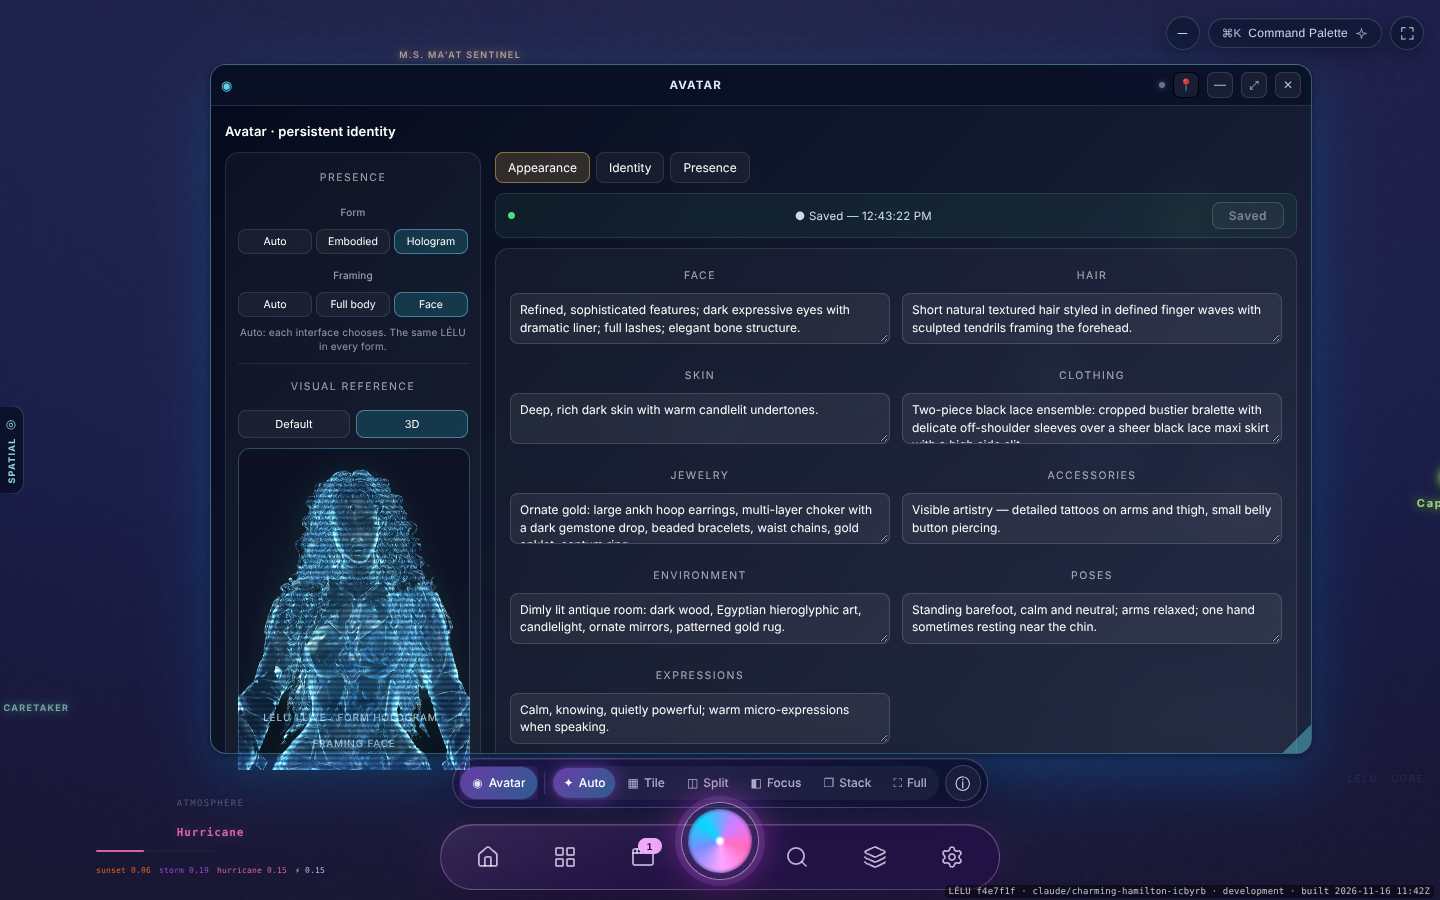 ⌘K Command Palette
M.S. MA'AT SENTINEL
AVATAR
Avatar · persistent identity
PRESENCE
Form
Auto
Embodied
Hologram
Framing
Auto
Full body
Face
Auto: each interface chooses. The same LÉLU
in every form.
VISUAL REFERENCE
Default
3D
FORM HOLOGRAM
FRAMING FACE
Appearance
Identity
Presence
Saved — 12:43:22 PM
Saved
FACE
Refined, sophisticated features; dark expressive eyes with
dramatic liner; full lashes; elegant bone structure.
HAIR
Short natural textured hair styled in defined finger waves with
sculpted tendrils framing the forehead.
SKIN
Deep, rich dark skin with warm candlelit undertones.
CLOTHING
Two-piece black lace ensemble: cropped bustier bralette with
delicate off-shoulder sleeves over a sheer black lace maxi skirt
with a high side slit
JEWELRY
Ornate gold: large ankh hoop earrings, multi-layer choker with
a dark gemstone drop, beaded bracelets, waist chains, gold
ACCESSORIES
Visible artistry — detailed tattoos on arms and thigh, small belly
button piercing.
ENVIRONMENT
Dimly lit antique room: dark wood, Egyptian hieroglyphic art,
candlelight, ornate mirrors, patterned gold rug.
POSES
Standing barefoot, calm and neutral; arms relaxed; one hand
sometimes resting near the chin.
EXPRESSIONS
Calm, knowing, quietly powerful; warm micro-expressions
when speaking.
SPATIAL
Cap
CARETAKER
LÉLU CORE
Avatar
Auto
Tile
Split
Focus
Stack
Full
ATMOSPHERE
Hurricane
sunset 0.06 storm 0.19 hurricane 0.15 ⚡ 0.15
1
LÉLU f4e7f1f · claude/charming-hamilton-icbyrb · development · built 2026-11-16 11:42Z